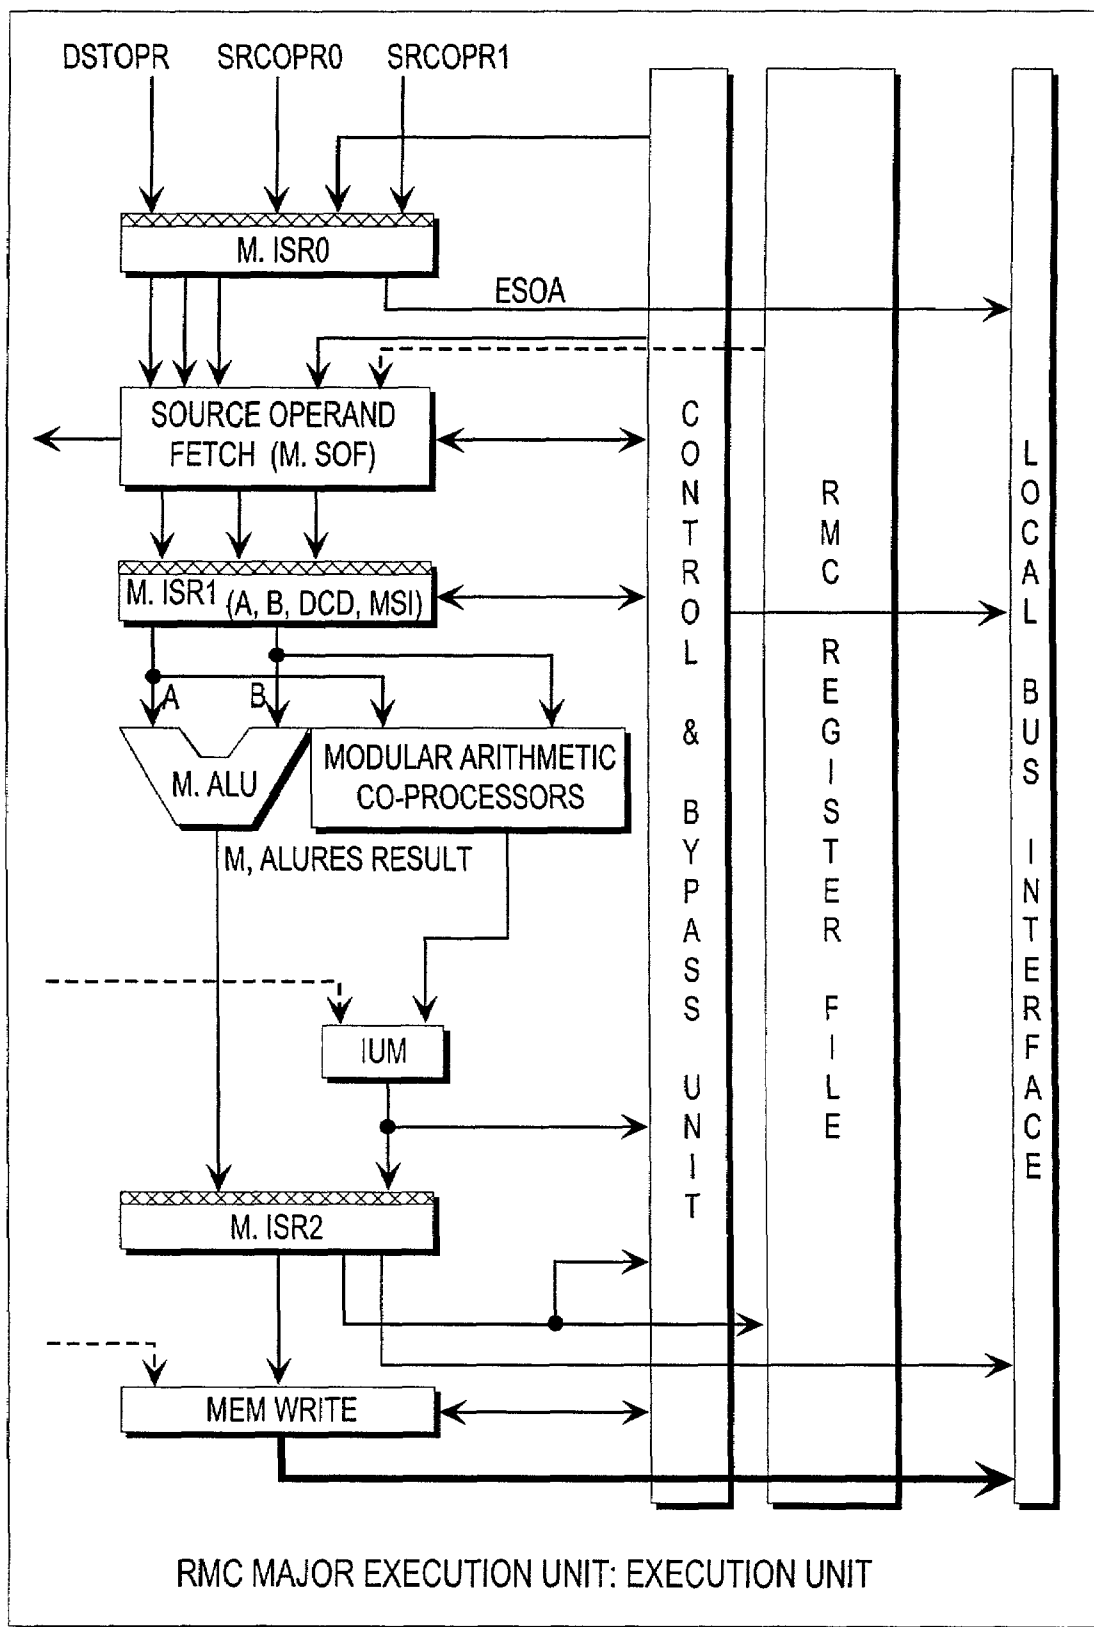 DSTOPR SRCOPR0 SRCOPR1
M. ISR0
ESOA
SOURCE OPERAND
FETCH (M. SOF)
M. ISR1 (A, B, DCD, MSI)
A B
M. ALU
MODULAR ARITHMETIC
CO-PROCESSORS
M, ALURES RESULT
IUM
M. ISR2
MEM WRITE
CONTROL & BYPASS UNIT
RMC REGISTER FILE
LOCAL BUS INTERFACE
RMC MAJOR EXECUTION UNIT: EXECUTION UNIT